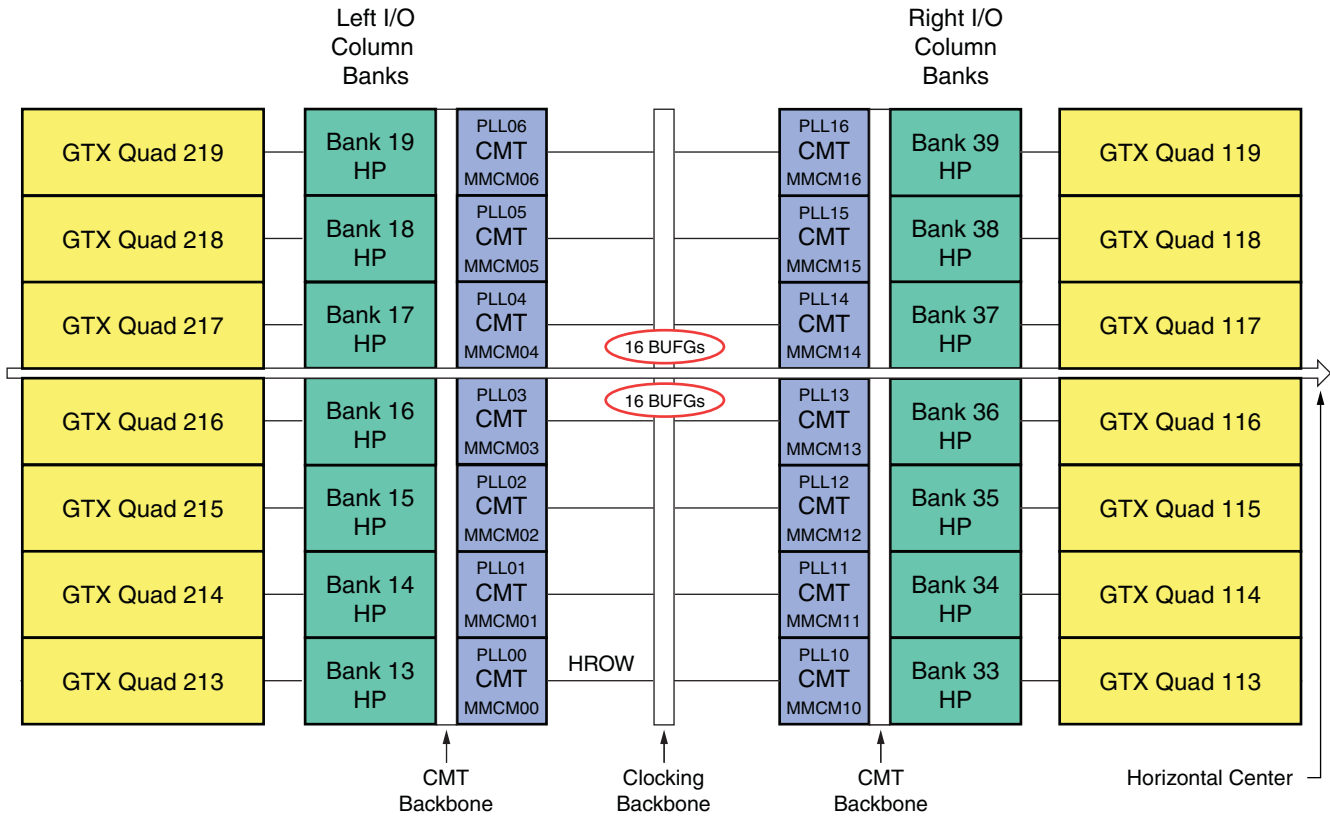 Left I/O
Column
Banks
Right I/O
Column
Banks
GTX Quad 219
Bank 19
HP
PLL06
CMT
MMCM06
PLL16
CMT
MMCM16
Bank 39
HP
GTX Quad 119
GTX Quad 218
Bank 18
HP
PLL05
CMT
MMCM05
PLL15
CMT
MMCM15
Bank 38
HP
GTX Quad 118
GTX Quad 217
Bank 17
HP
PLL04
CMT
MMCM04
16 BUFGs
PLL14
CMT
MMCM14
Bank 37
HP
GTX Quad 117
GTX Quad 216
Bank 16
HP
PLL03
CMT
MMCM03
16 BUFGs
PLL13
CMT
MMCM13
Bank 36
HP
GTX Quad 116
GTX Quad 215
Bank 15
HP
PLL02
CMT
MMCM02
PLL12
CMT
MMCM12
Bank 35
HP
GTX Quad 115
GTX Quad 214
Bank 14
HP
PLL01
CMT
MMCM01
PLL11
CMT
MMCM11
Bank 34
HP
GTX Quad 114
GTX Quad 213
Bank 13
HP
PLL00
CMT
MMCM00
HROW
PLL10
CMT
MMCM10
Bank 33
HP
GTX Quad 113
CMT
Backbone
Clocking
Backbone
CMT
Backbone
Horizontal Center